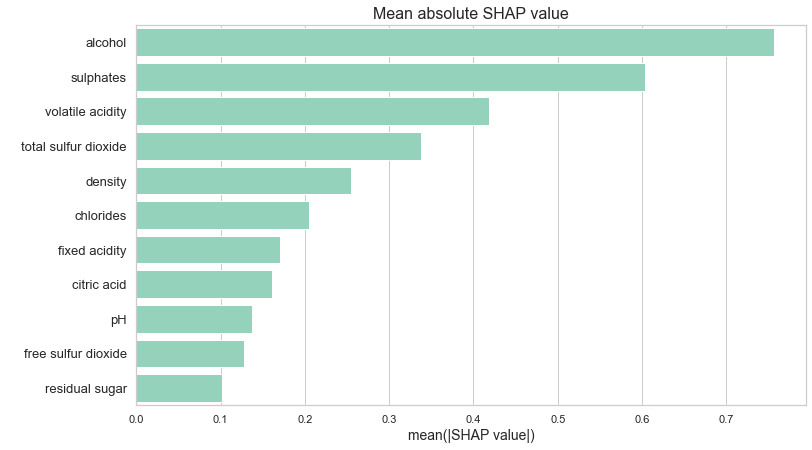 Mean absolute SHAP value
alcohol
sulphates
volatile acidity
total sulfur dioxide
density
chlorides
fixed acidity
citric acid
pH
free sulfur dioxide
residual sugar
0.0 0.1 0.2 0.3 0.4 0.5 0.6 0.7
mean(|SHAP value|)